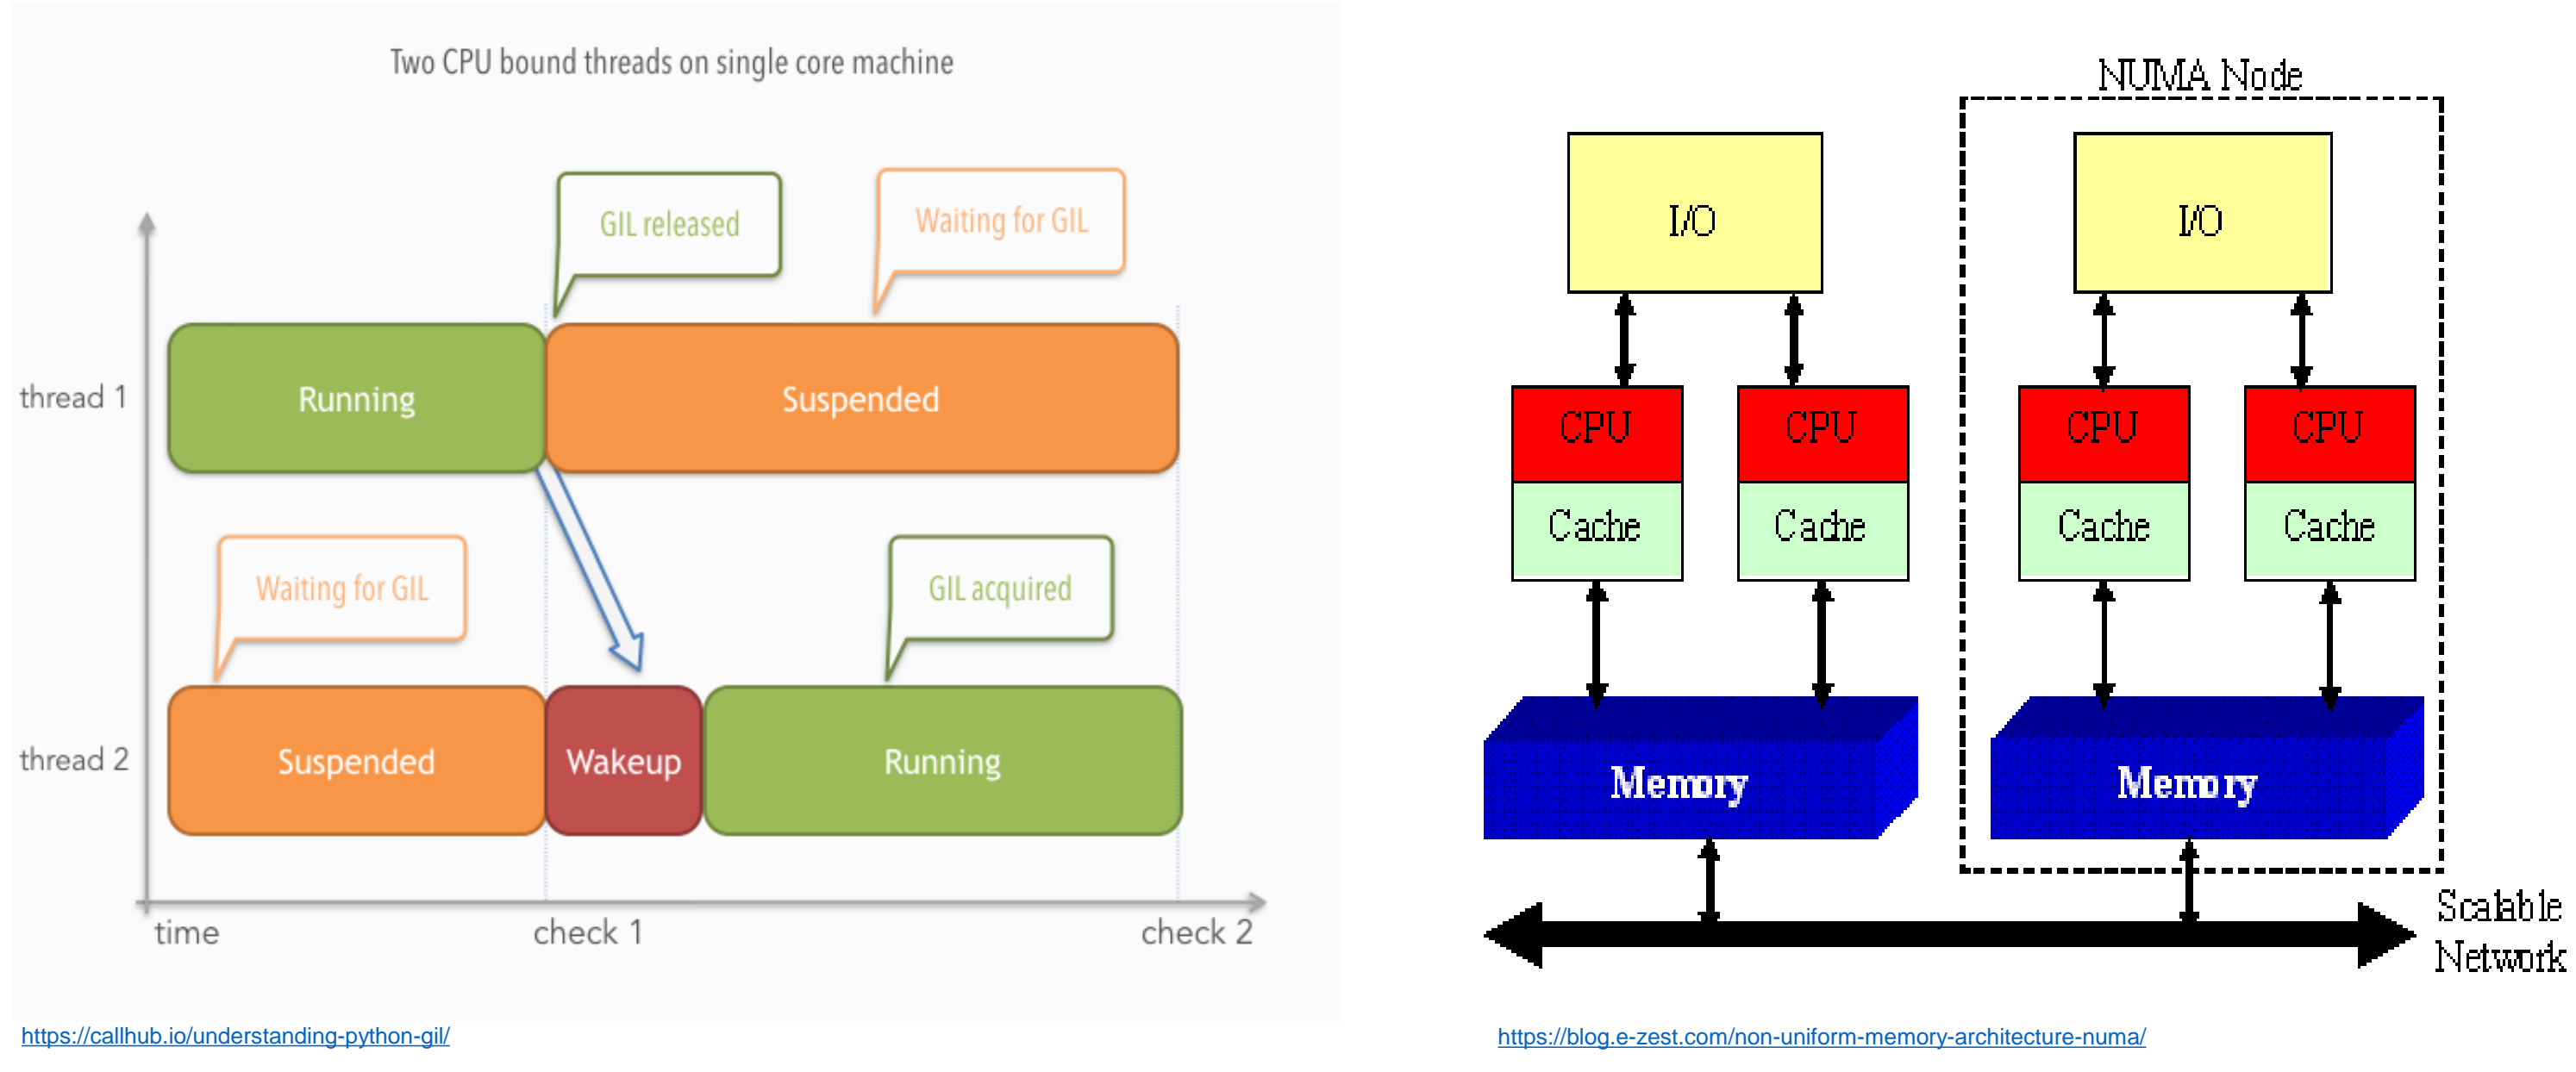 Two CPU bound threads on single core machine
GIL released
Waiting for GIL
thread 1
Running
Suspended
Waiting for GIL
GIL acquired
thread 2
Suspended
Wakeup
Running
time
check 1
check 2
https://callhub.io/understanding-python-gil/
NUMA Node
I/O
I/O
CPU
CPU
CPU
CPU
Cache
Cache
Cache
Cache
Memory
Memory
Scalable
Network
https://blog.e-zest.com/non-uniform-memory-architecture-numa/